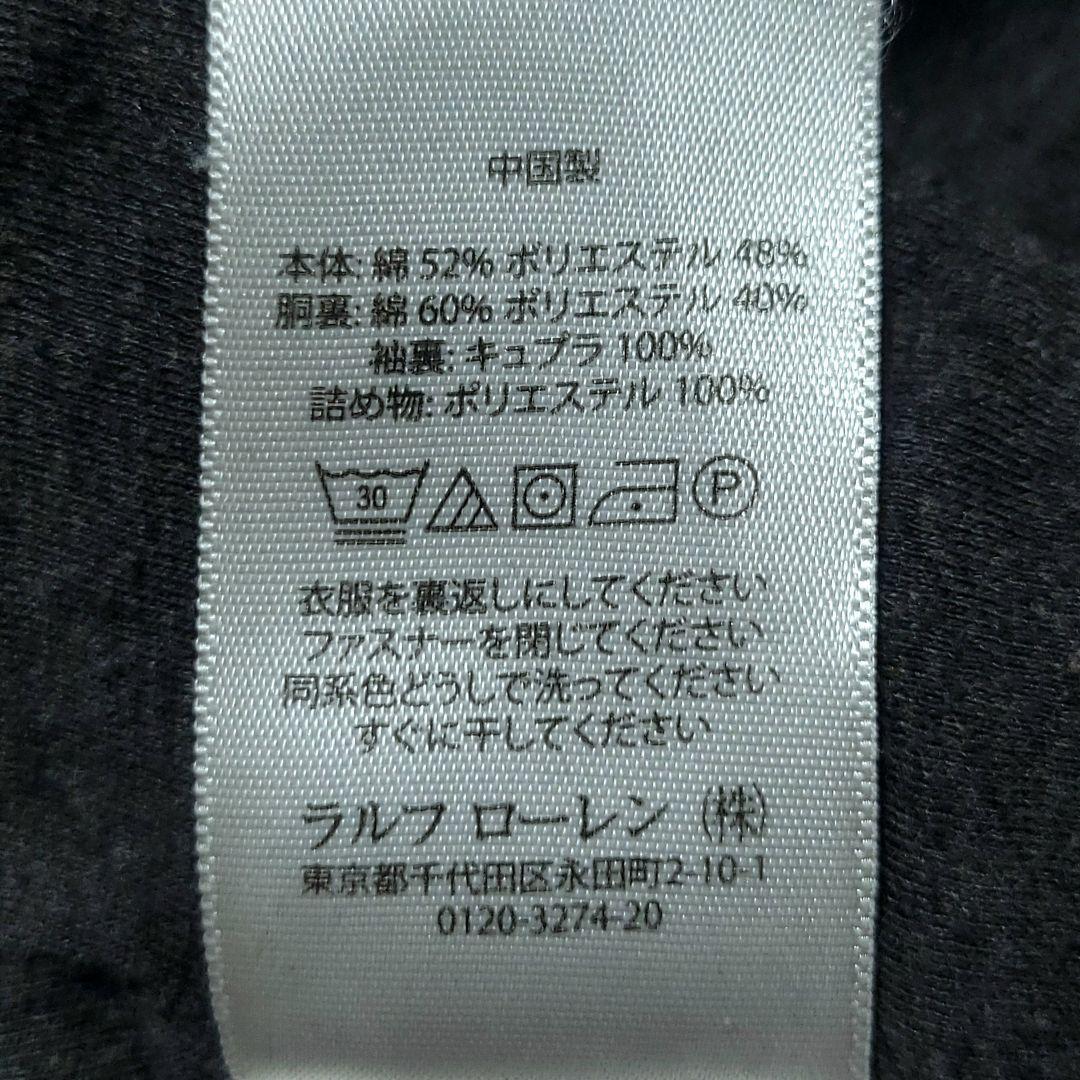 中国製
本体: 綿 52% ポリエステル 48%
胴裏: 綿 60% ポリエステル 40%
袖裏: キュプラ 100%
詰め物: ポリエステル 100%
30 P
衣服を裏返しにしてください
ファスナーを閉じてください
同系色どうしで洗ってください
すぐに干してください
ラルフ ローレン (株)
東京都千代田区永田町2-10-1
0120-3274-20